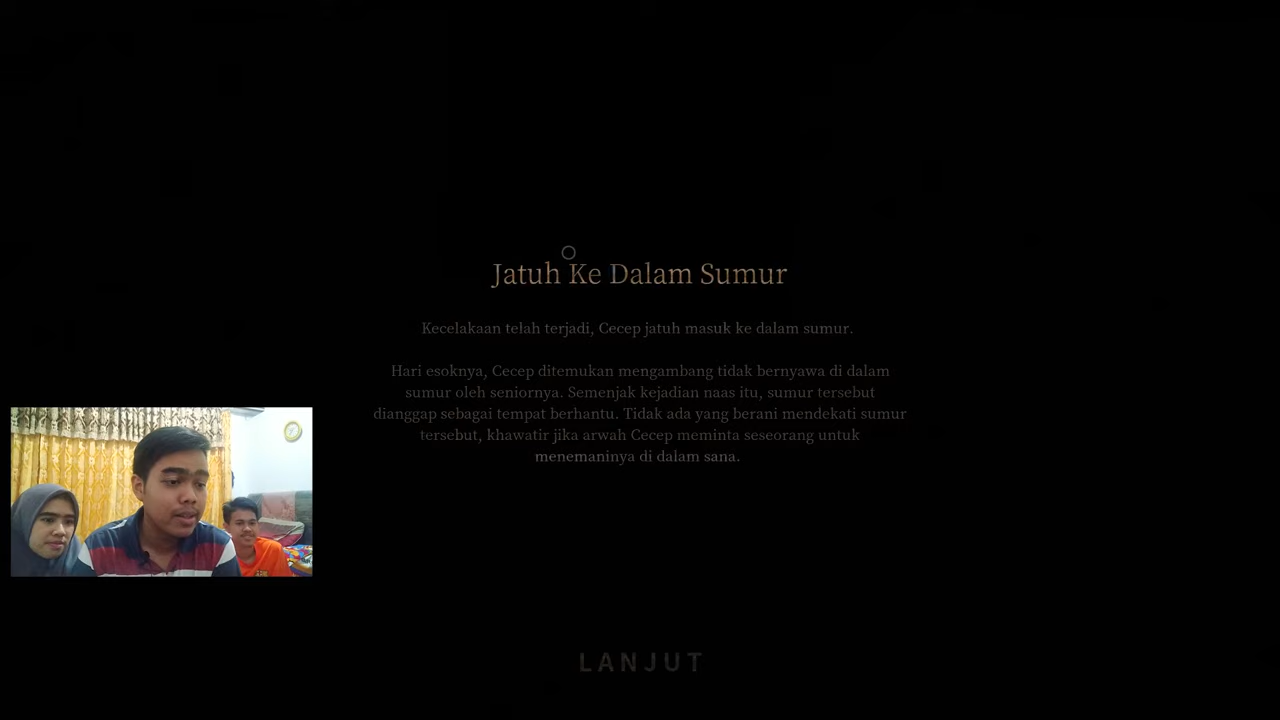 Jatuh Ke Dalam Sumur
Kecelakaan telah terjadi, Cecep jatuh masuk ke dalam sumur.
Hari esoknya, Cecep ditemukan mengambang tidak bernyawa di dalam
sumur oleh seniornya. Semenjak kejadian naas itu, sumur tersebut
dianggap sebagai tempat berhantu. Tidak ada yang berani mendekati sumur
tersebut, khawatir jika arwah Cecep meminta seseorang untuk
menemaninya di dalam sana.
LANJUT